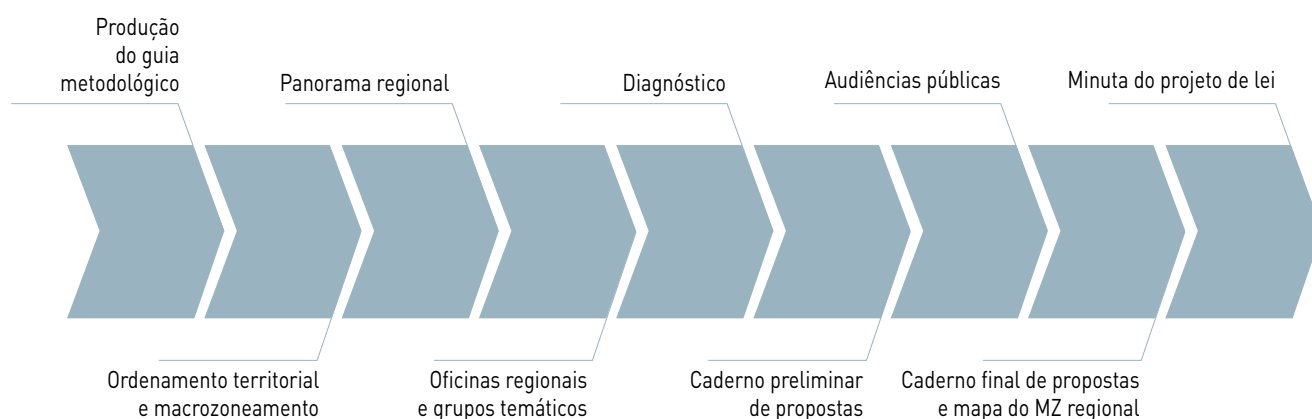 Produção
do guia
metodológico
Ordenamento territorial
e macrozoneamento
Panorama regional
Oficinas regionais
e grupos temáticos
Diagnóstico
Caderno preliminar
de propostas
Audiências públicas
Caderno final de propostas
e mapa do MZ regional
Minuta do projeto de lei